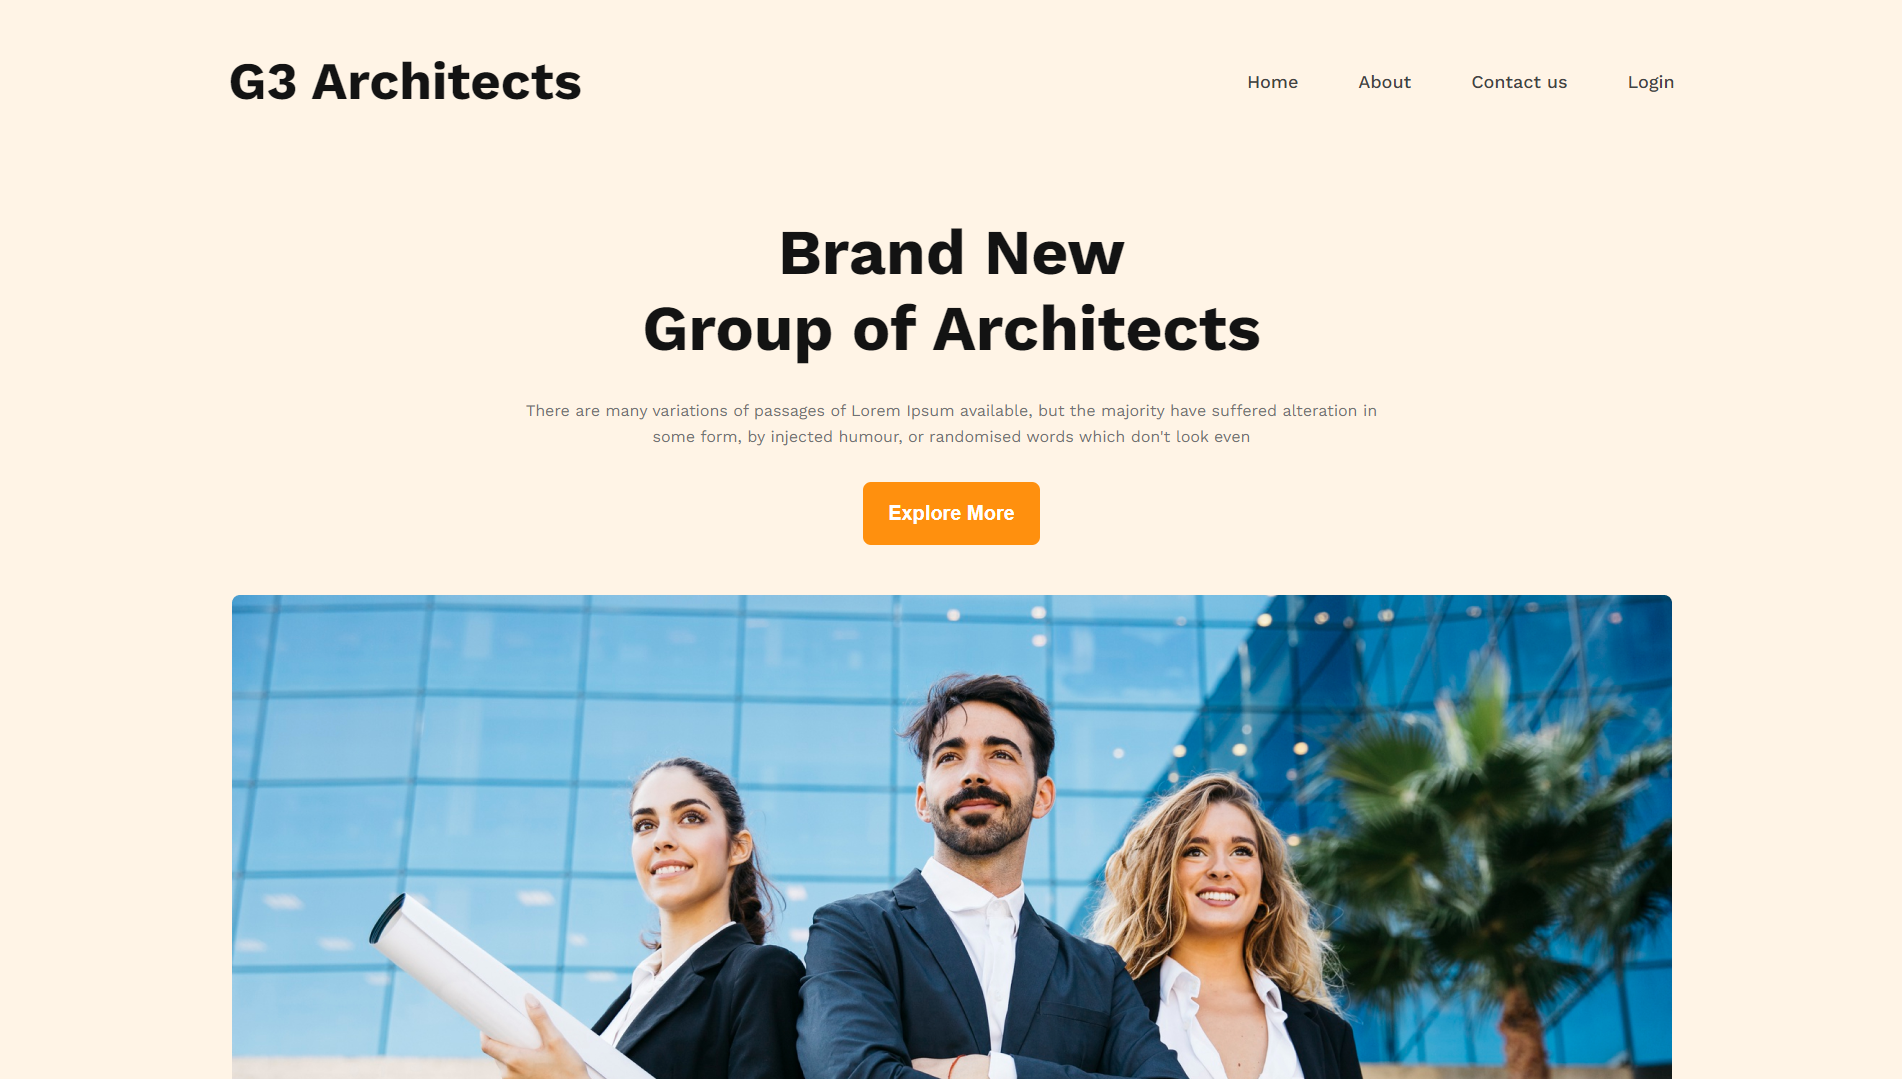 G3 Architects
Home About Contact us Login
Brand New
Group of Architects
There are many variations of passages of Lorem Ipsum available, but the majority have suffered alteration in
some form, by injected humour, or randomised words which don't look even
Explore More